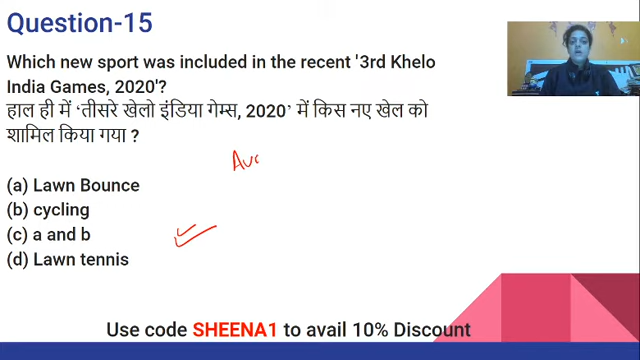 Question-15
Which new sport was included in the recent '3rd Khelo
India Games, 2020'?
हाल ही में ‘तीसरे खेलो इंडिया गेम्स, 2020’ में किस नए खेल को
शामिल किया गया ?
(a) Lawn Bounce
(b) cycling
(c) a and b
(d) Lawn tennis
Use code SHEENA1 to avail 10% Discount